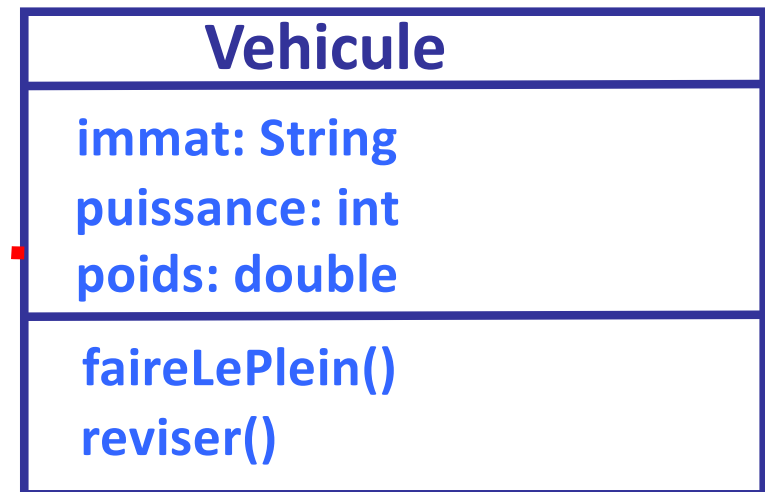 Vehicule
immat: String
puissance: int
poids: double
faireLePlein()
reviser()